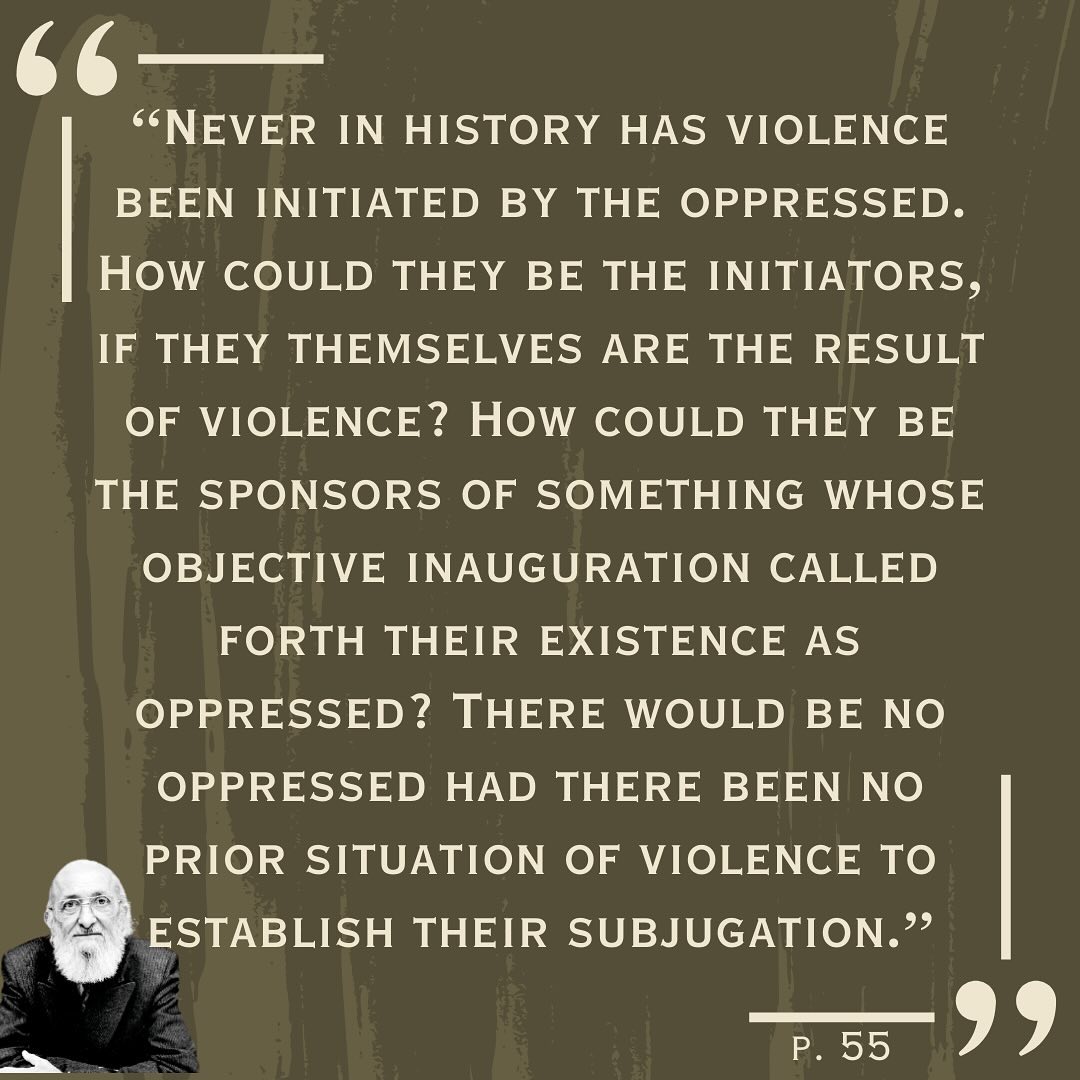 “Never in history has violence
been initiated by the oppressed.
How could they be the initiators,
if they themselves are the result
of violence? How could they be
the sponsors of something whose
objective inauguration called
forth their existence as
oppressed? There would be no
oppressed had there been no
prior situation of violence to
establish their subjugation.”
p. 55